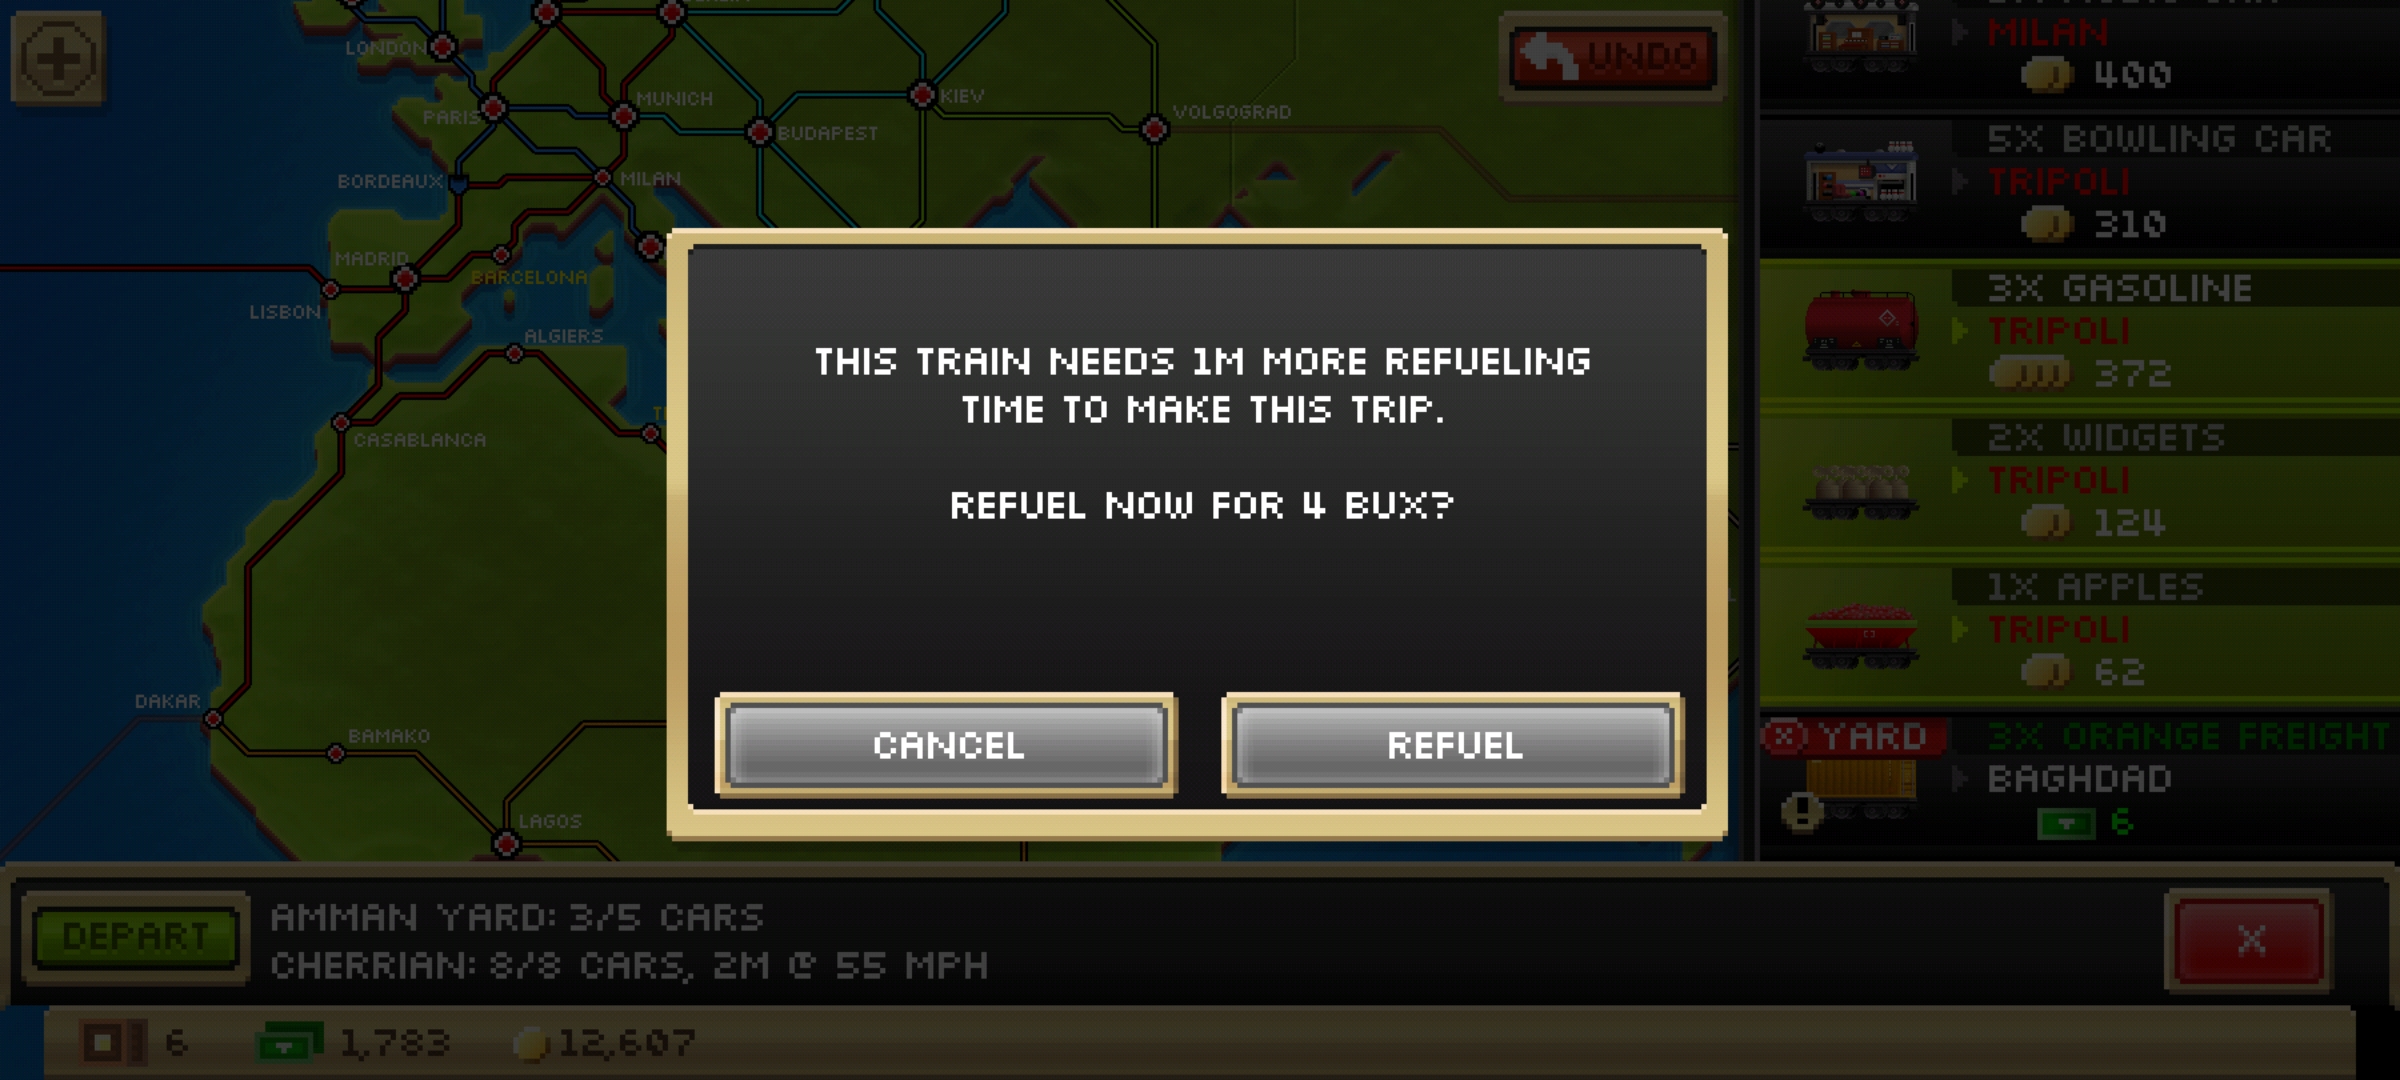 LONDON
PARIS
MUNICH
KIEV
BUDAPEST
VOLGOGRAD
BORDEAUX
MILAN
MADRID
BARCELONA
LISBON
ALGIERS
CASABLANCA
DAKAR
BAMAKO
LAGOS
UNDO
THIS TRAIN NEEDS 1M MORE REFUELING
TIME TO MAKE THIS TRIP.
REFUEL NOW FOR 4 BUX?
CANCEL
REFUEL
MILAN
400
5X BOWLING CAR
TRIPOLI
310
3X GASOLINE
TRIPOLI
372
2X WIDGETS
TRIPOLI
124
1X APPLES
TRIPOLI
62
YARD
3X ORANGE FREIGHT
BAGHDAD
6
DEPART
AMMAN YARD: 3/5 CARS
CHERRIAN: 8/8 CARS, 2M @ 55 MPH
X
6
1,783
12,607